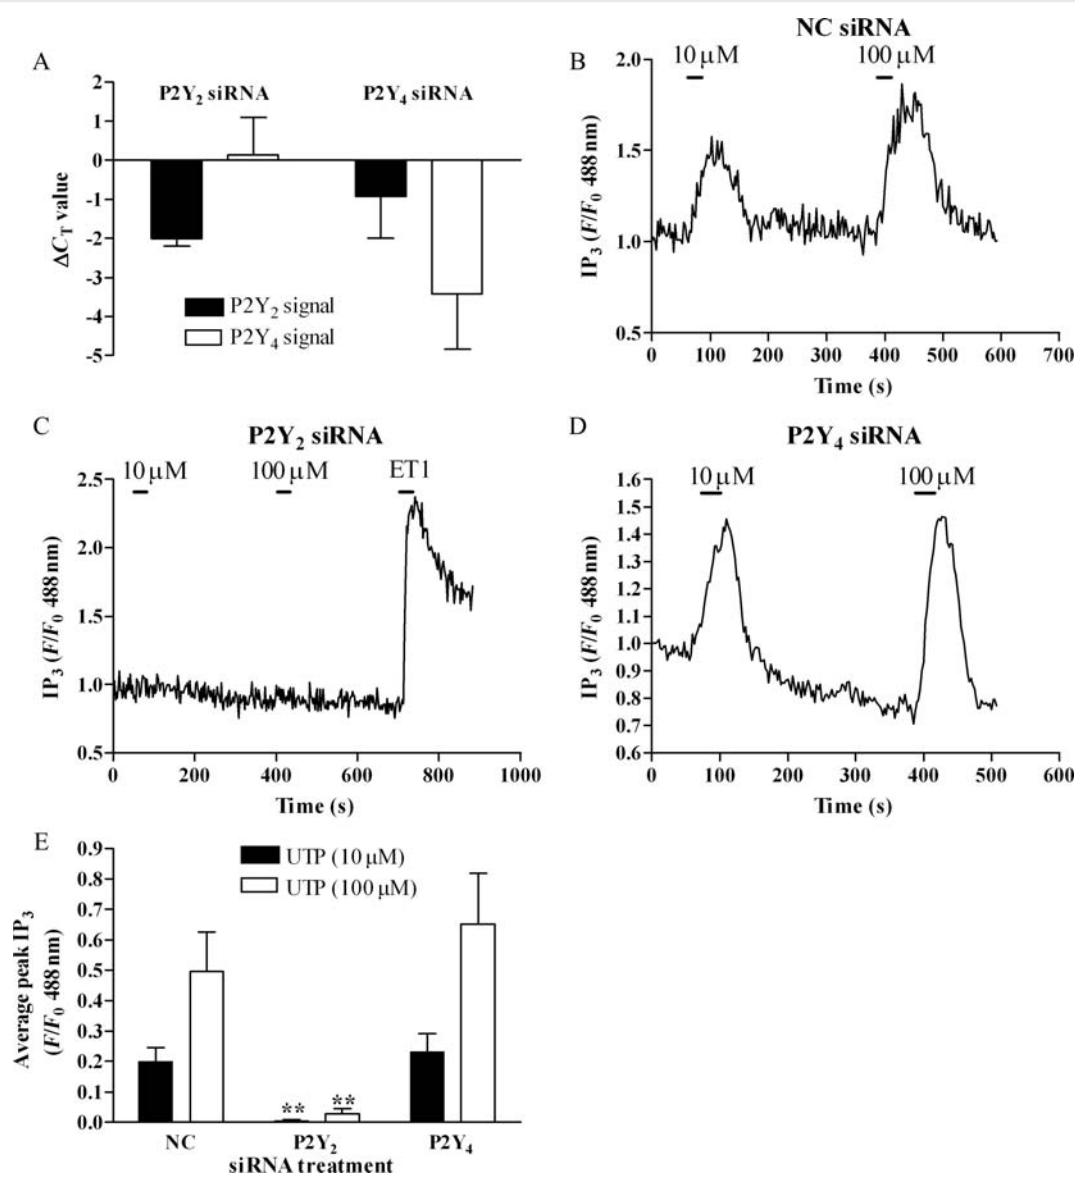 A
P2Y2 siRNA P2Y4 siRNA
2
1
0
-1
-2
-3
-4
-5
ΔCT value
P2Y2 signal
P2Y4 signal
B
NC siRNA
10 μM 100 μM
2.0
1.5
1.0
0.5
IP3 (F/F0 488 nm)
0 100 200 300 400 500 600 700
Time (s)
C
P2Y2 siRNA
10 μM 100 μM ET1
2.5
2.0
1.5
1.0
0.5
IP3 (F/F0 488 nm)
0 200 400 600 800 1000
Time (s)
D
P2Y4 siRNA
10 μM 100 μM
1.6
1.5
1.4
1.3
1.2
1.1
1.0
0.9
0.8
0.7
0.6
IP3 (F/F0 488 nm)
0 100 200 300 400 500 600
Time (s)
E
0.9
0.8
0.7
0.6
0.5
0.4
0.3
0.2
0.1
0.0
Average peak IP3
(F/F0 488 nm)
UTP (10 μM)
UTP (100 μM)
** **
NC P2Y2 P2Y4
siRNA treatment